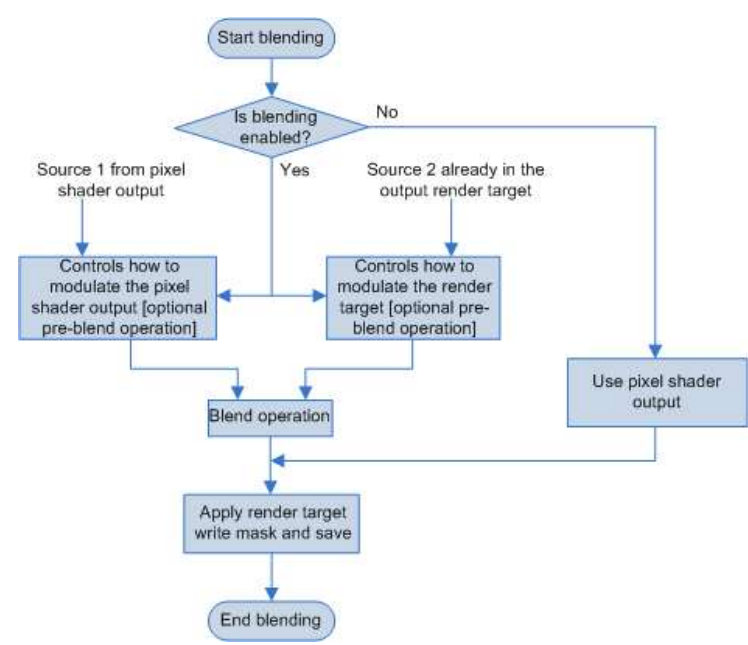 Start blending
Is blending
enabled?
No
Yes
Source 1 from pixel
shader output
Source 2 already in the
output render target
Controls how to
modulate the pixel
shader output [optional
pre-blend operation]
Controls how to
modulate the render
target [optional pre-
blend operation]
Use pixel shader
output
Blend operation
Apply render target
write mask and save
End blending